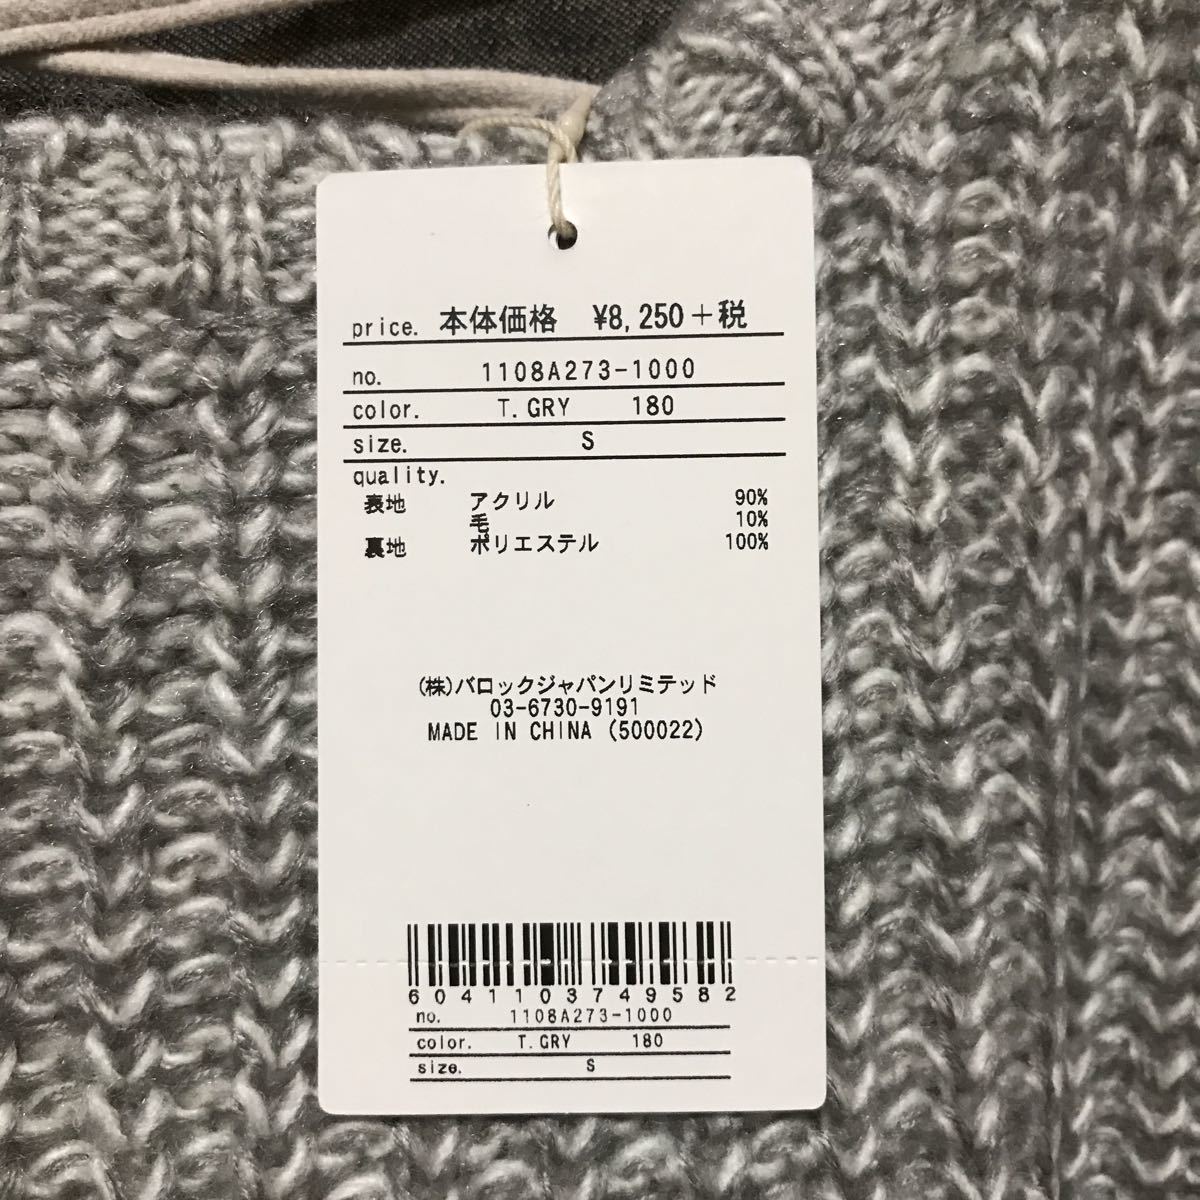 price. 本体価格 ¥8,250+税
no. 1108A273-1000
color. T.GRY 180
size. S
quality.
表地 アクリル 90%
毛 10%
裏地 ポリエステル 100%
(株)バロックジャパンリミテッド
03-6730-9191
MADE IN CHINA (500022)
6041103749582
no. 1108A273-1000
color. T.GRY 180
size. S